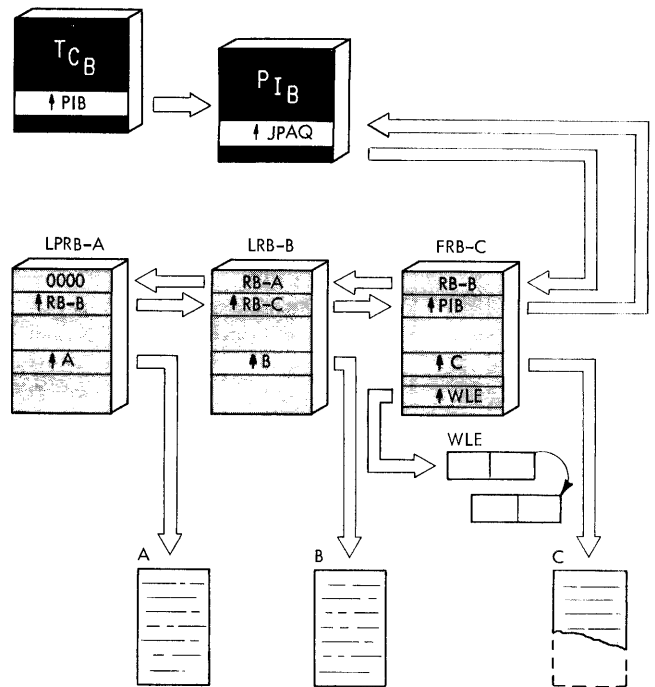 TCB
↑ PIB
PIB
↑ JPAQ
LPRB-A
LRB-B
FRB-C
0000
↑ RB-B
↑ A
RB-A
↑ RB-C
↑ B
RB-B
↑ PIB
↑ C
↑ WLE
WLE
A
B
C